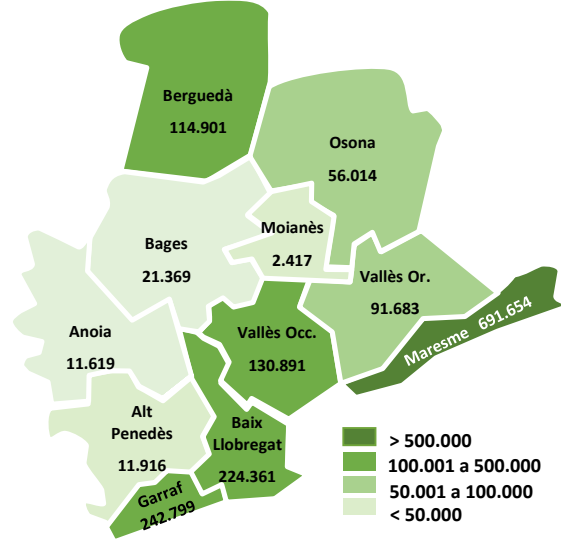 Berguedà
114.901
Osona
56.014
Moianès
2.417
Bages
21.369
Vallès Or.
91.683
Maresme 691.654
Anoia
11.619
Vallès Occ.
130.891
Alt
Penedès
11.916
Baix
Llobregat
224.361
Garraf
242.799
> 500.000
100.001 a 500.000
50.001 a 100.000
< 50.000